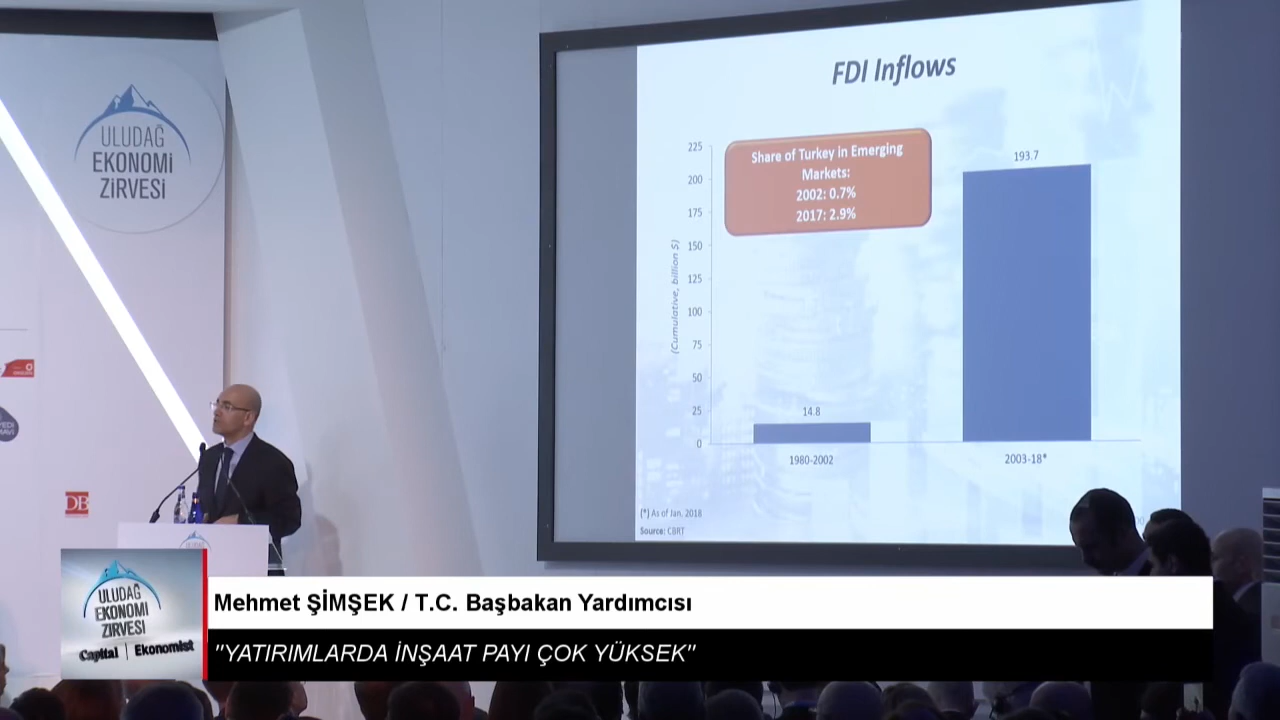 ULUDAĞ
EKONOMİ
ZİRVESİ
DB
FDI Inflows
Share of Turkey in Emerging
Markets:
2002: 0.7%
2017: 2.9%
(Cumulative, billion $)
225
200
175
150
125
100
75
50
25
0
14.8
193.7
1980-2002
2003-18*
(*) As of Jan. 2018
Source: CBRT
ULUDAĞ
EKONOMİ
ZIRVESİ
Capital | Ekonomist
Mehmet ŞİMŞEK / T.C. Başbakan Yardımcısı
"YATIRIMLARDA İNŞAAT PAYI ÇOK YÜKSEK"